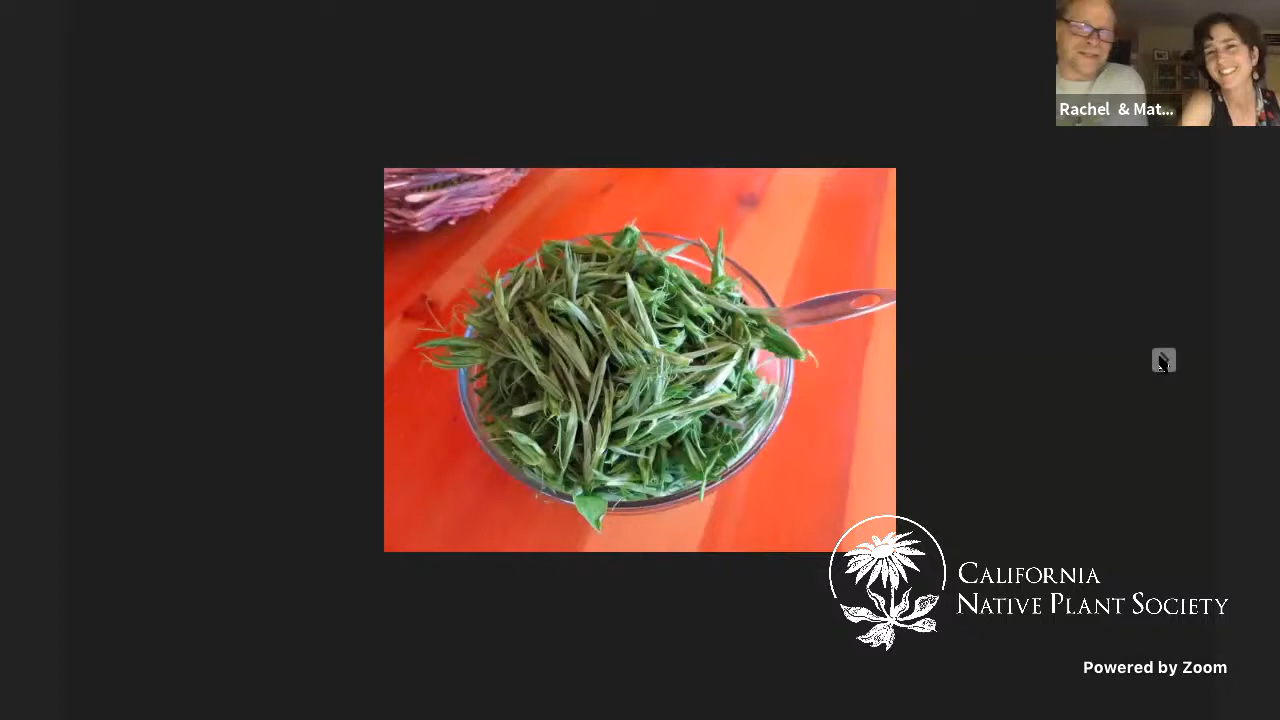 Rachel & Mat...
CALIFORNIA
NATIVE PLANT SOCIETY
Powered by Zoom